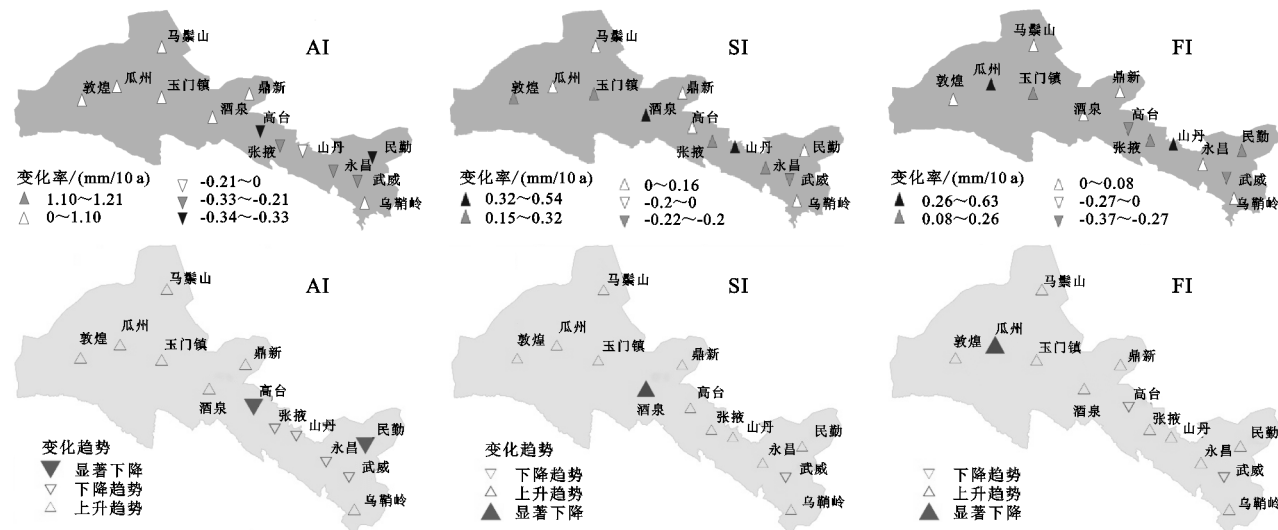 马鬃山
AI
敦煌
瓜州
玉门镇
鼎新
酒泉
高台
张掖
山丹
永昌
民勤
武威
乌鞘岭
变化率/(mm/10 a)
1.10～1.21
0～1.10
-0.21～0
-0.33～-0.21
-0.34～-0.33
马鬃山
SI
敦煌
瓜州
玉门镇
鼎新
酒泉
高台
张掖
山丹
永昌
民勤
武威
乌鞘岭
变化率/(mm/10 a)
0.32～0.54
0.15～0.32
0～0.16
-0.2～0
-0.22～-0.2
马鬃山
FI
敦煌
瓜州
玉门镇
鼎新
酒泉
高台
张掖
山丹
永昌
民勤
武威
乌鞘岭
变化率/(mm/10 a)
0.26～0.63
0.08～0.26
0～0.08
-0.27～0
-0.37～-0.27
马鬃山
AI
敦煌
瓜州
玉门镇
鼎新
酒泉
高台
张掖
山丹
永昌
民勤
武威
乌鞘岭
变化趋势
显著下降
下降趋势
上升趋势
马鬃山
SI
敦煌
瓜州
玉门镇
鼎新
酒泉
高台
张掖
山丹
永昌
民勤
武威
乌鞘岭
变化趋势
下降趋势
上升趋势
显著下降
马鬃山
FI
敦煌
瓜州
玉门镇
鼎新
酒泉
高台
张掖
山丹
永昌
民勤
武威
乌鞘岭
下降趋势
上升趋势
显著下降